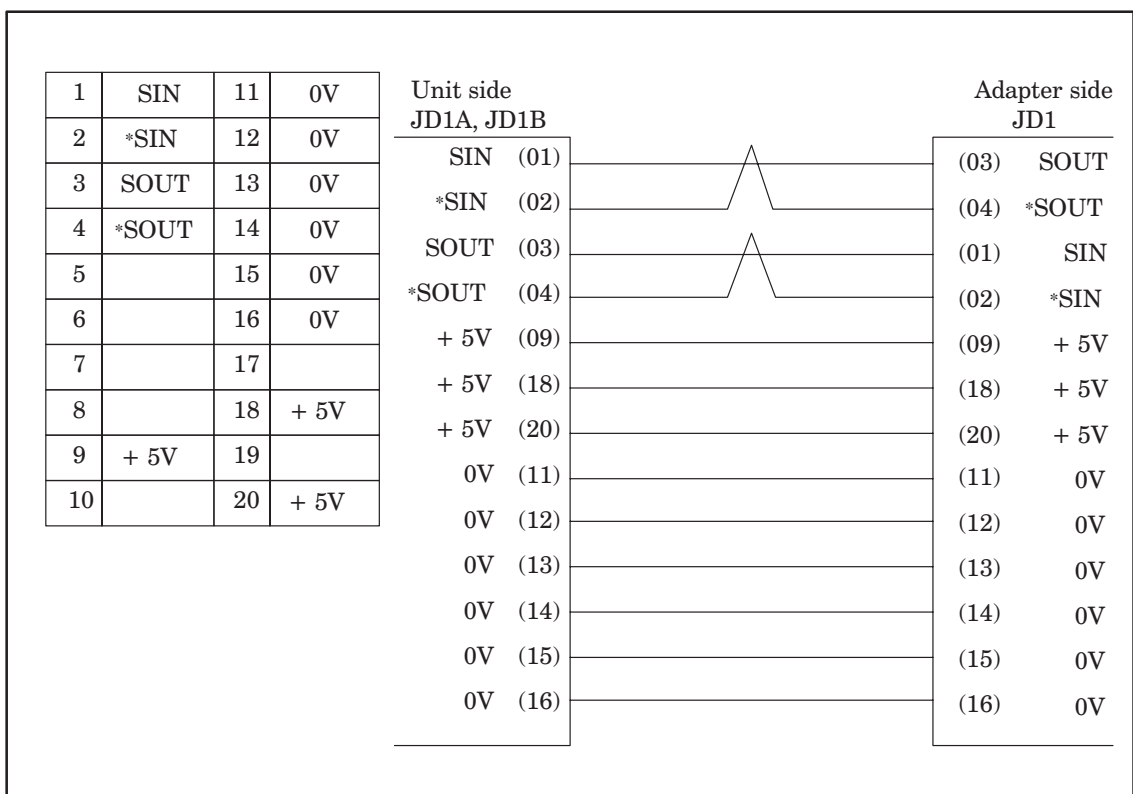 1 SIN 11 0V
2 *SIN 12 0V
3 SOUT 13 0V
4 *SOUT 14 0V
5 15 0V
6 16 0V
7 17
8 18 + 5V
9 + 5V 19
10 20 + 5V
Unit side
JD1A, JD1B
SIN (01)
*SIN (02)
SOUT (03)
*SOUT (04)
+ 5V (09)
+ 5V (18)
+ 5V (20)
0V (11)
0V (12)
0V (13)
0V (14)
0V (15)
0V (16)
Adapter side
JD1
(03) SOUT
(04) *SOUT
(01) SIN
(02) *SIN
(09) + 5V
(18) + 5V
(20) + 5V
(11) 0V
(12) 0V
(13) 0V
(14) 0V
(15) 0V
(16) 0V